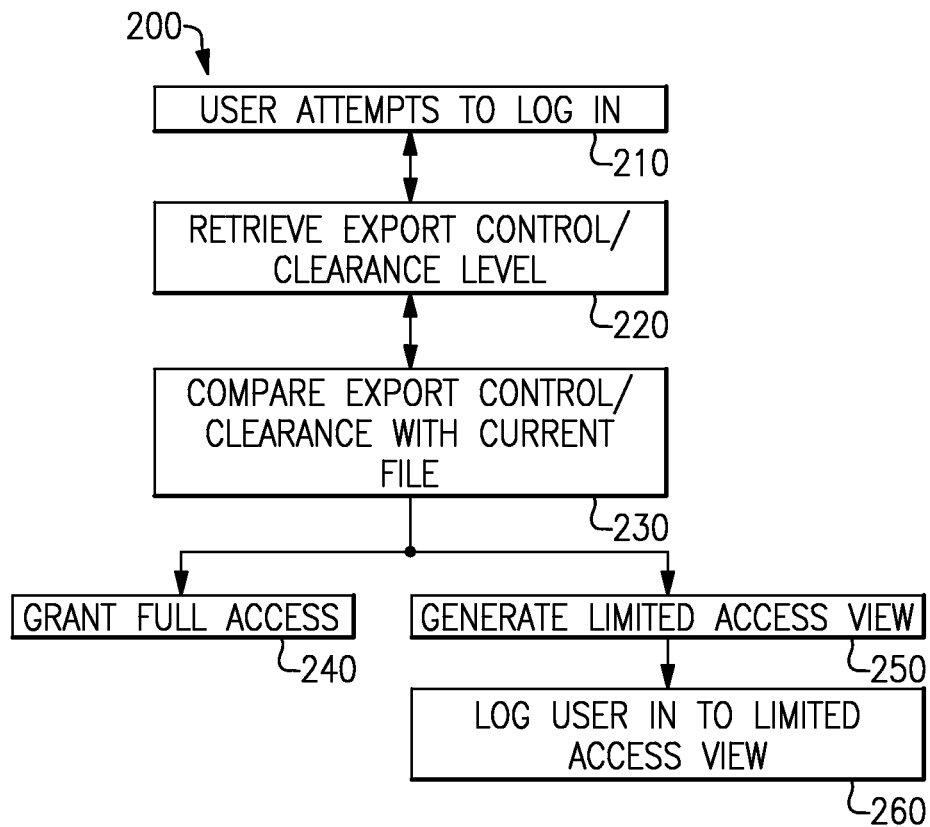 200
USER ATTEMPTS TO LOG IN
210
RETRIEVE EXPORT CONTROL/
CLEARANCE LEVEL
220
COMPARE EXPORT CONTROL/
CLEARANCE WITH CURRENT
FILE
230
GRANT FULL ACCESS
240
GENERATE LIMITED ACCESS VIEW
250
LOG USER IN TO LIMITED
ACCESS VIEW
260